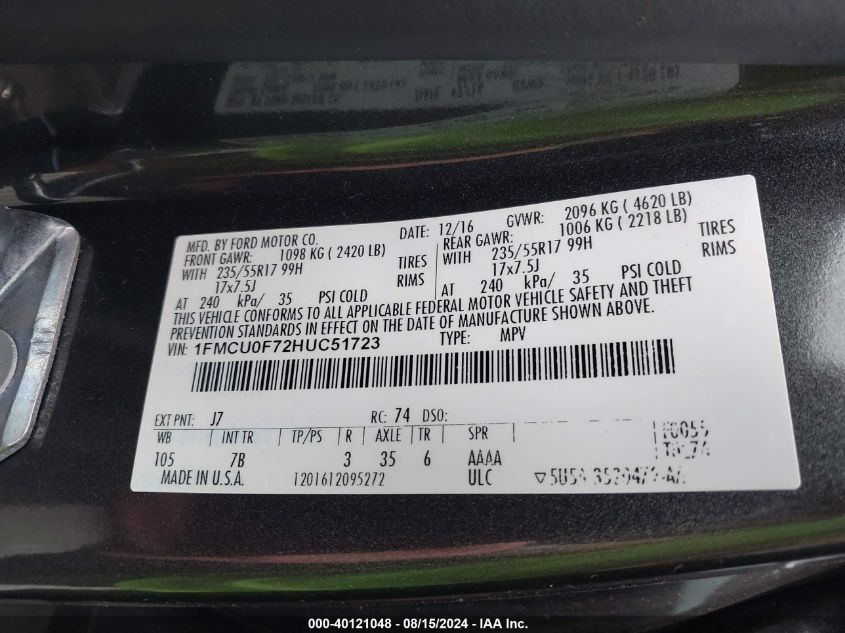 MFD. BY FORD MOTOR CO. DATE: 12/16 GVWR: 2096 KG ( 4620 LB)
FRONT GAWR: 1098 KG ( 2420 LB) REAR GAWR: 1006 KG ( 2218 LB)
WITH 235/55R17 99H TIRES WITH 235/55R17 99H TIRES
17x7.5J RIMS 17x7.5J RIMS
AT 240 kPa/ 35 PSI COLD AT 240 kPa/ 35 PSI COLD
THIS VEHICLE CONFORMS TO ALL APPLICABLE FEDERAL MOTOR VEHICLE SAFETY AND THEFT
PREVENTION STANDARDS IN EFFECT ON THE DATE OF MANUFACTURE SHOWN ABOVE.
VIN: 1FMCU0F72HUC51723 TYPE: MPV
EXT PNT: J7 RC: 74 DSO:
WB INT TR TP/PS R AXLE TR SPR
105 7B 3 35 6 AAAA
MADE IN U.S.A. 1201612095272 ULC
000-40121048 - 08/15/2024 - IAA Inc.